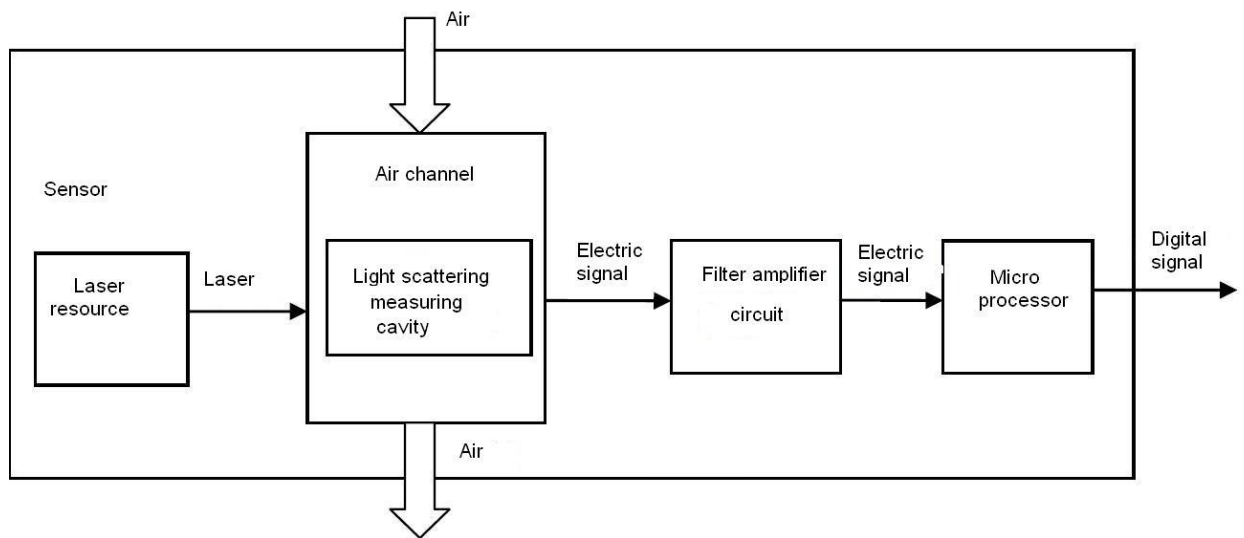 Air
Sensor
Air channel
Laser
resource
Laser
Light scattering
measuring
cavity
Electric
signal
Filter amplifier
circuit
Electric
signal
Micro
processor
Digital
signal
Air